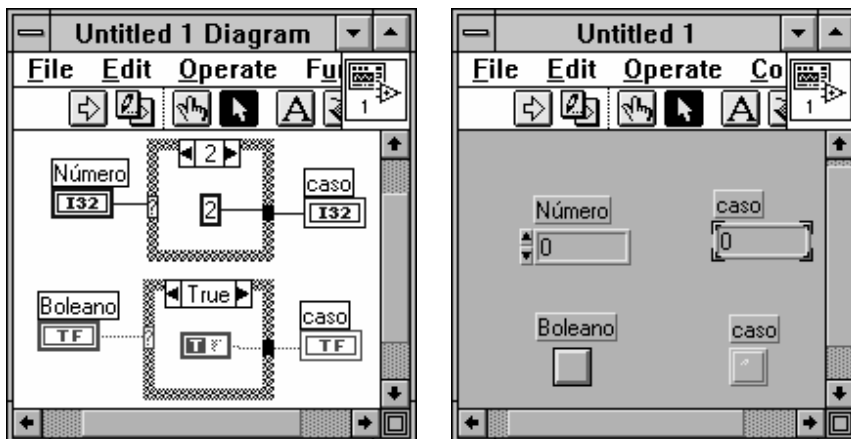 Untitled 1 Diagram
File Edit Operate Fu
1
2
Número
I32
?
2
caso
I32
True
Boleano
TF
?
T
caso
TF
Untitled 1
File Edit Operate Co
A
1
Número
0
caso
0
Boleano
caso